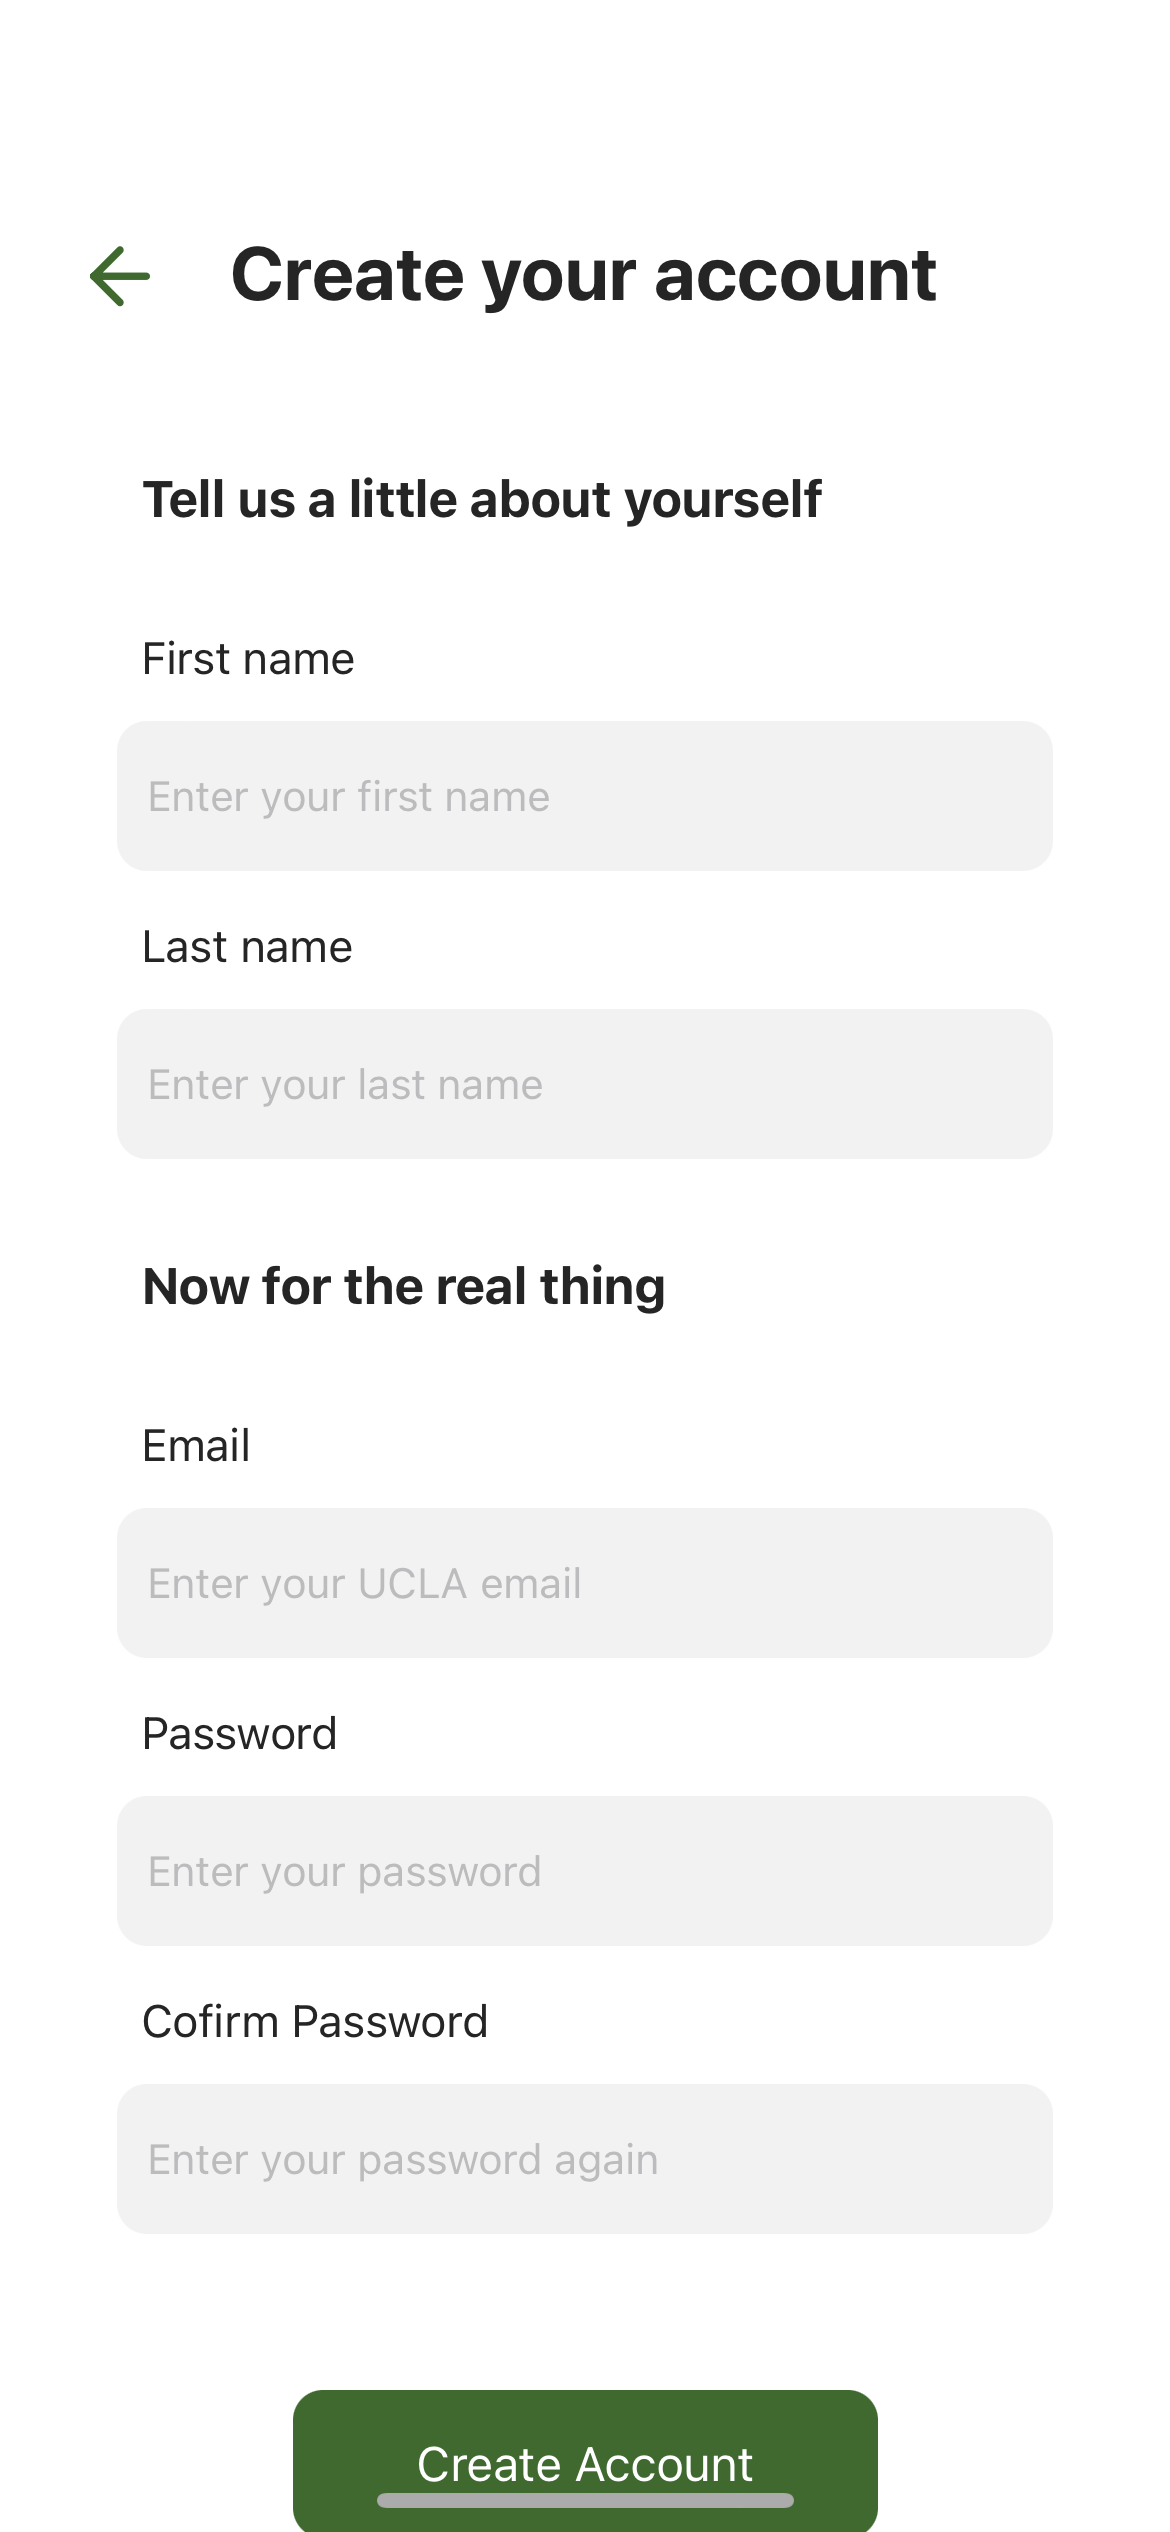 Create your account
Tell us a little about yourself
First name
Enter your first name
Last name
Enter your last name
Now for the real thing
Email
Enter your UCLA email
Password
Enter your password
Cofirm Password
Enter your password again
Create Account